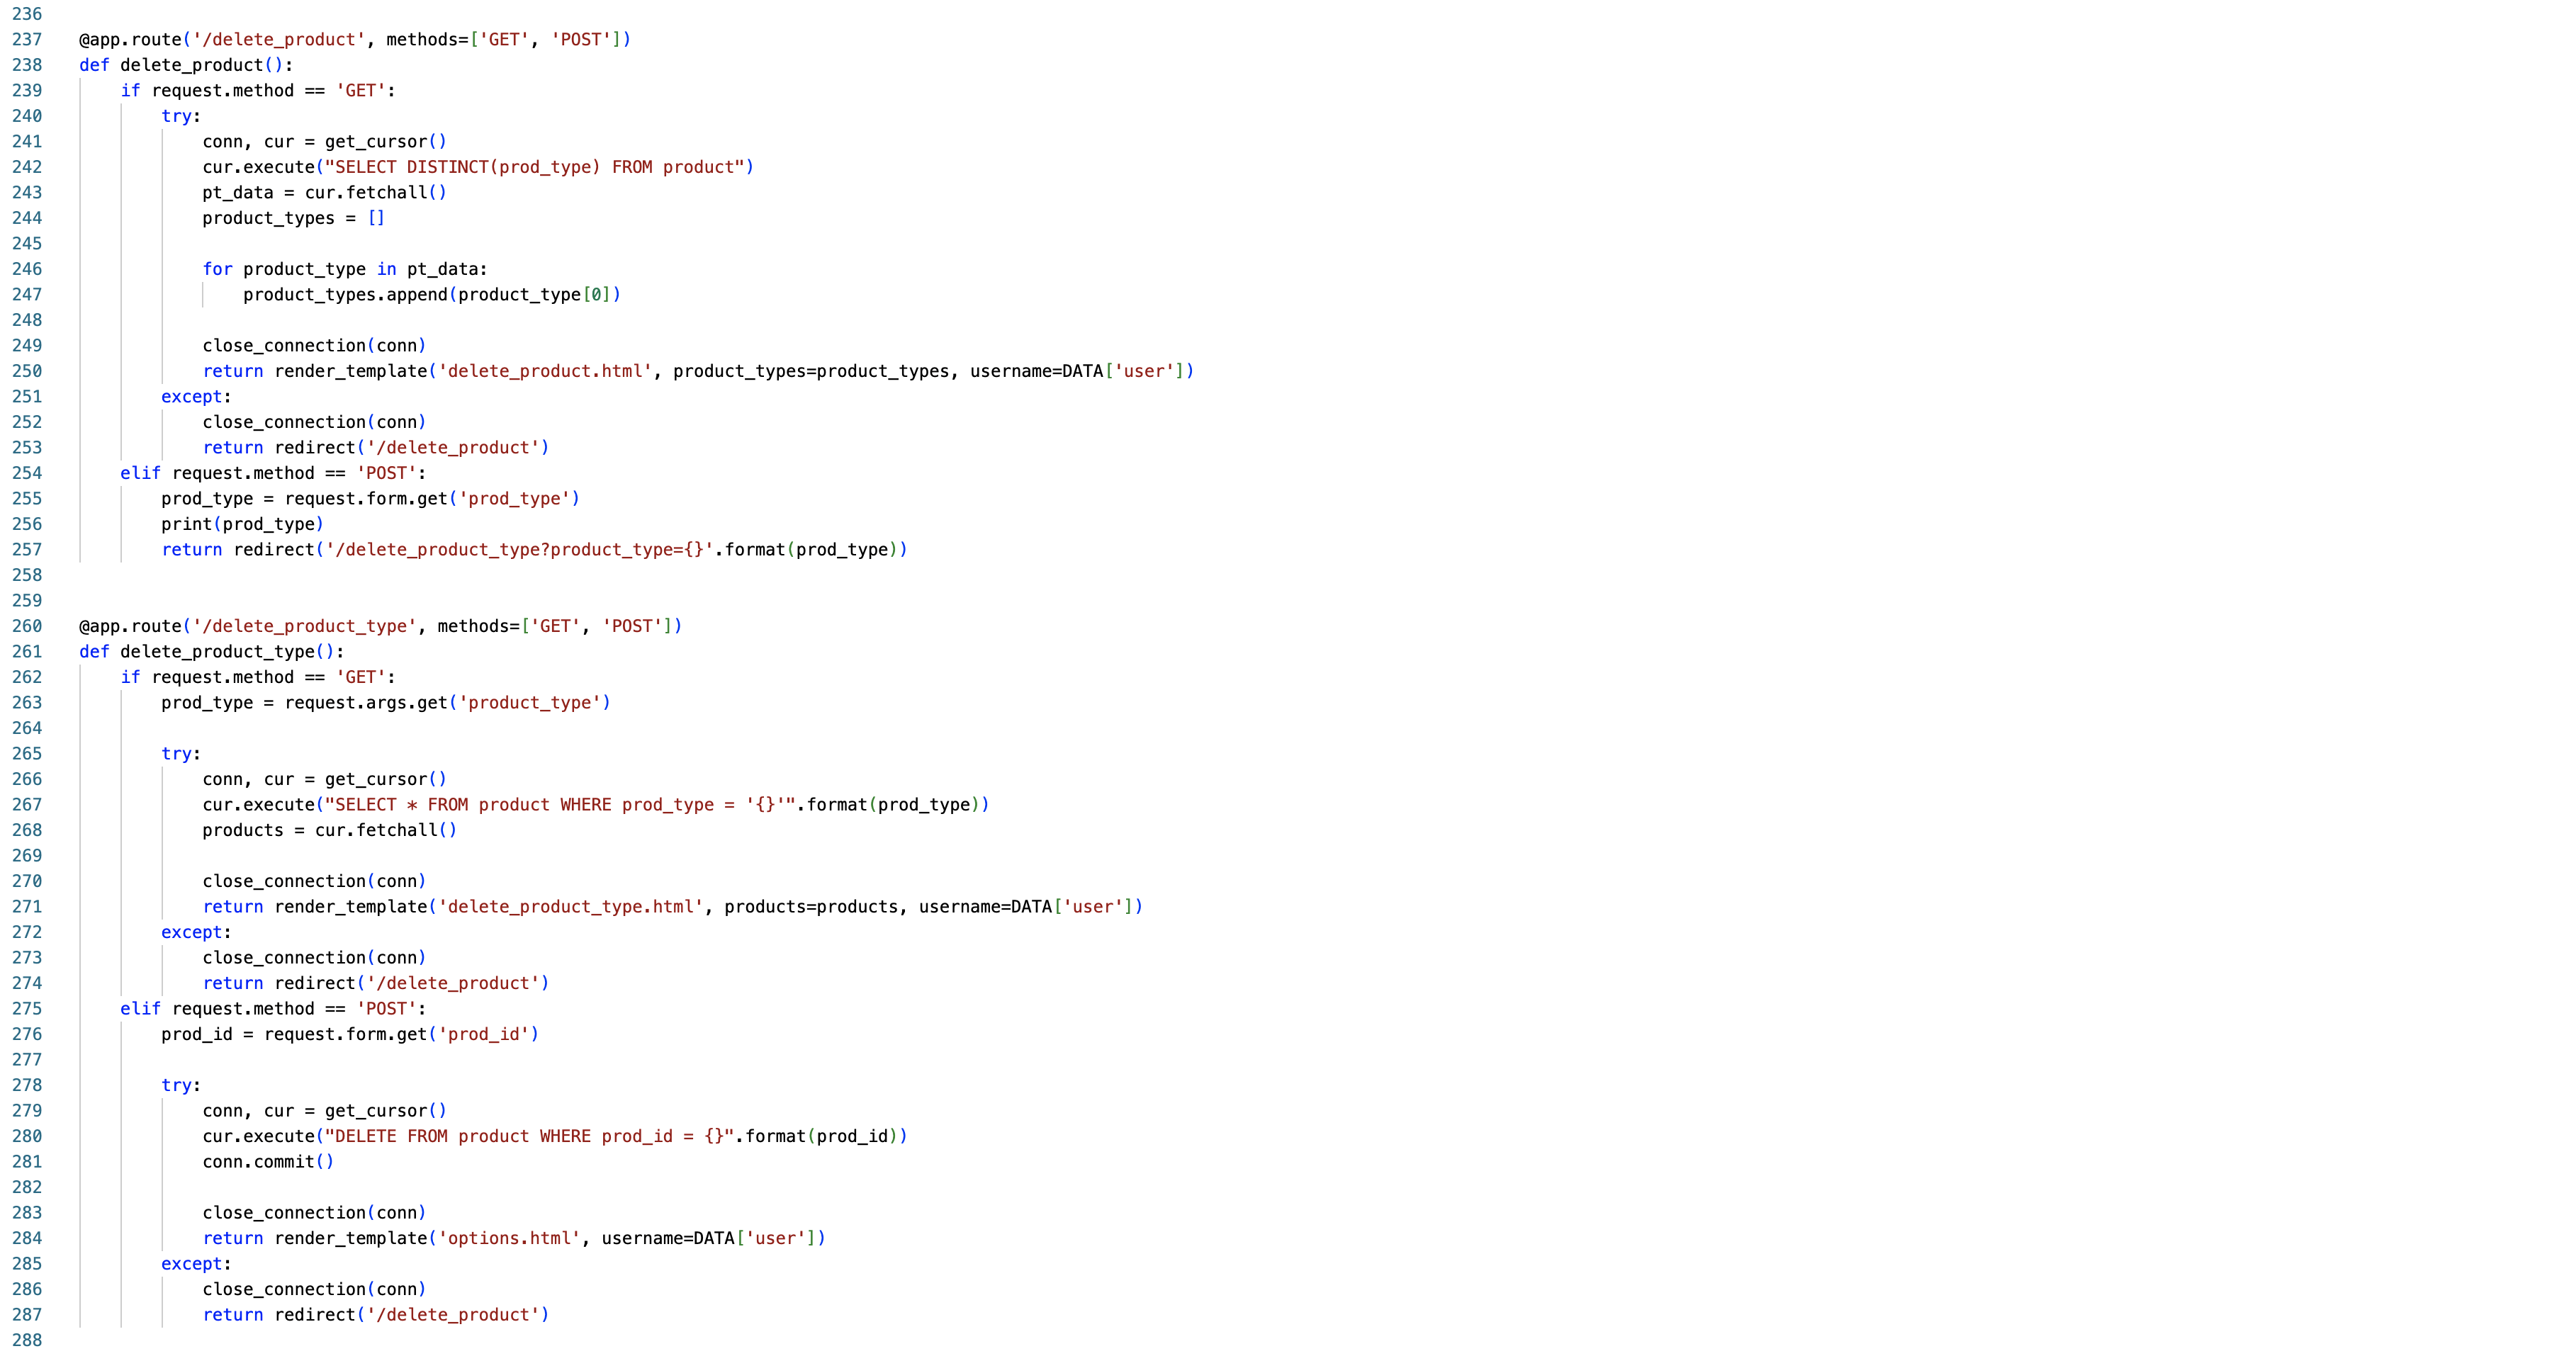 236
237 @app.route('/delete_product', methods=['GET', 'POST'])
238 def delete_product():
239     if request.method == 'GET':
240         try:
241             conn, cur = get_cursor()
242             cur.execute("SELECT DISTINCT(prod_type) FROM product")
243             pt_data = cur.fetchall()
244             product_types = []
245
246             for product_type in pt_data:
247                 product_types.append(product_type[0])
248
249             close_connection(conn)
250             return render_template('delete_product.html', product_types=product_types, username=DATA['user'])
251         except:
252             close_connection(conn)
253             return redirect('/delete_product')
254     elif request.method == 'POST':
255         prod_type = request.form.get('prod_type')
256         print(prod_type)
257         return redirect('/delete_product_type?product_type={}'.format(prod_type))
258
259
260 @app.route('/delete_product_type', methods=['GET', 'POST'])
261 def delete_product_type():
262     if request.method == 'GET':
263         prod_type = request.args.get('product_type')
264
265         try:
266             conn, cur = get_cursor()
267             cur.execute("SELECT * FROM product WHERE prod_type = '{}'".format(prod_type))
268             products = cur.fetchall()
269
270             close_connection(conn)
271             return render_template('delete_product_type.html', products=products, username=DATA['user'])
272         except:
273             close_connection(conn)
274             return redirect('/delete_product')
275     elif request.method == 'POST':
276         prod_id = request.form.get('prod_id')
277
278         try:
279             conn, cur = get_cursor()
280             cur.execute("DELETE FROM product WHERE prod_id = {}".format(prod_id))
281             conn.commit()
282
283             close_connection(conn)
284             return render_template('options.html', username=DATA['user'])
285         except:
286             close_connection(conn)
287             return redirect('/delete_product')
288